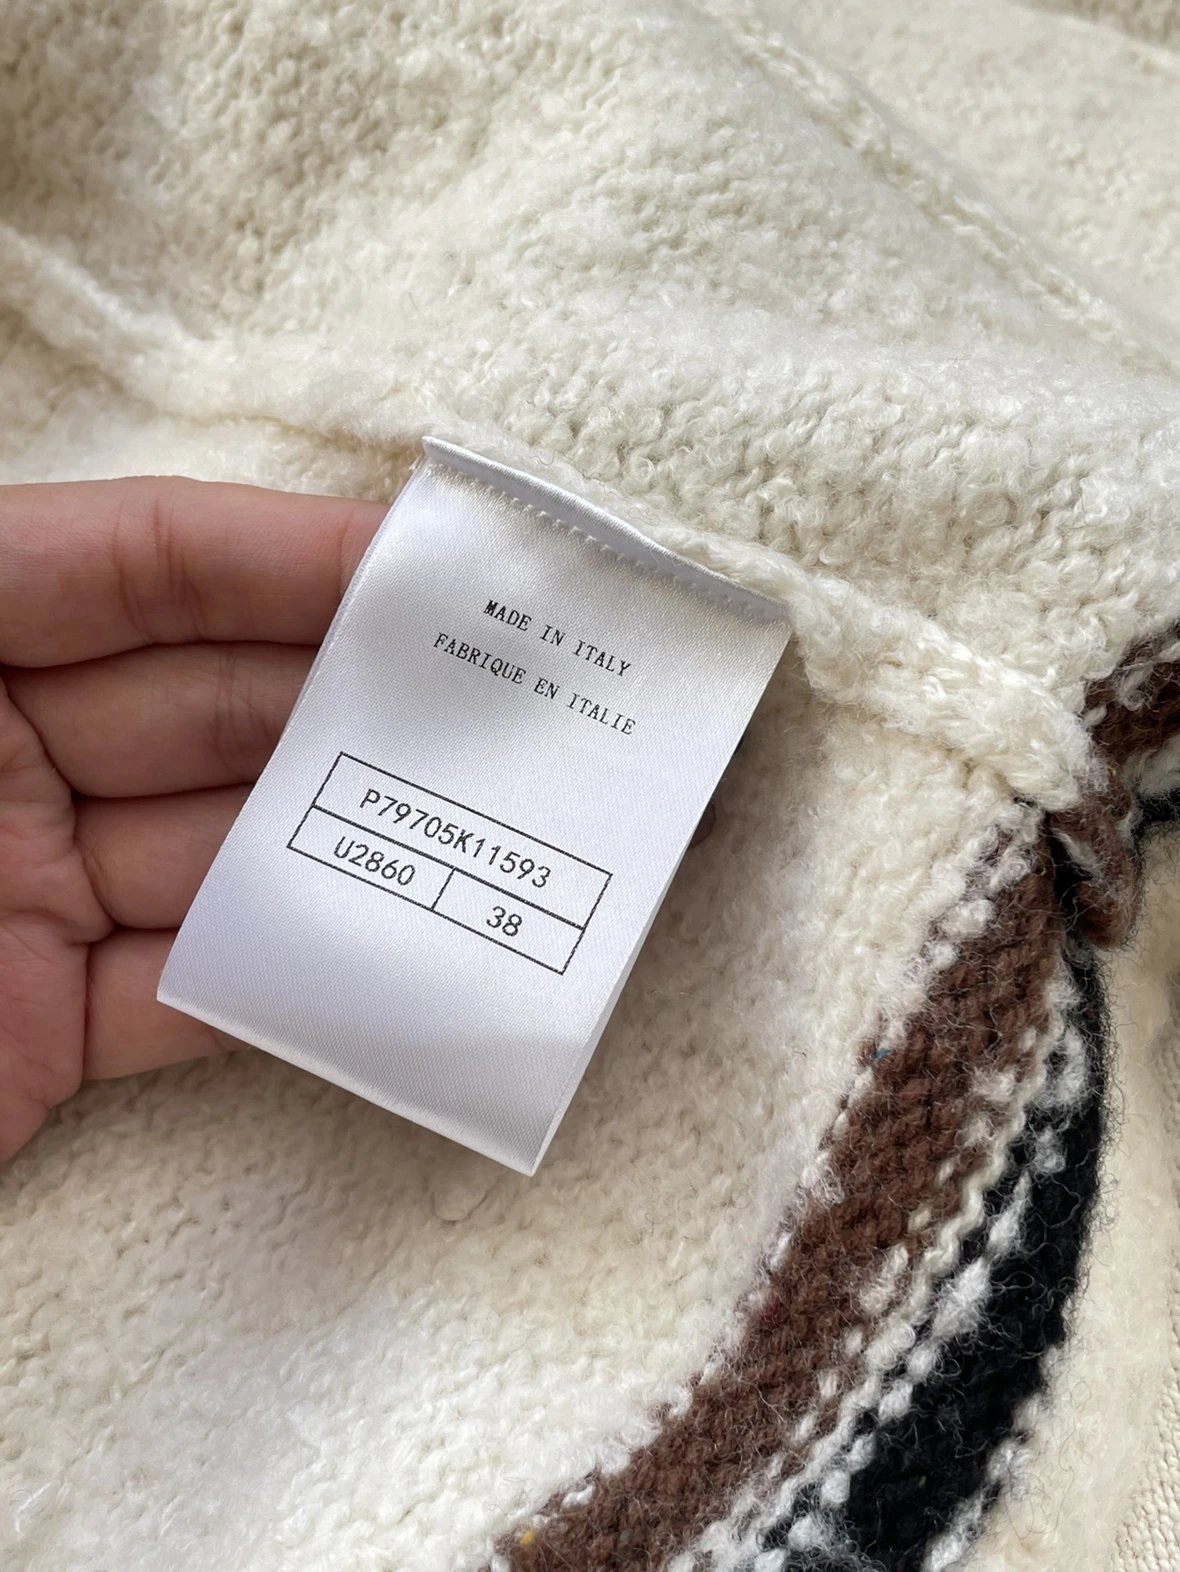 MADE IN ITALY
FABRIQUE EN ITALIE
P79705K11593
U2860 38